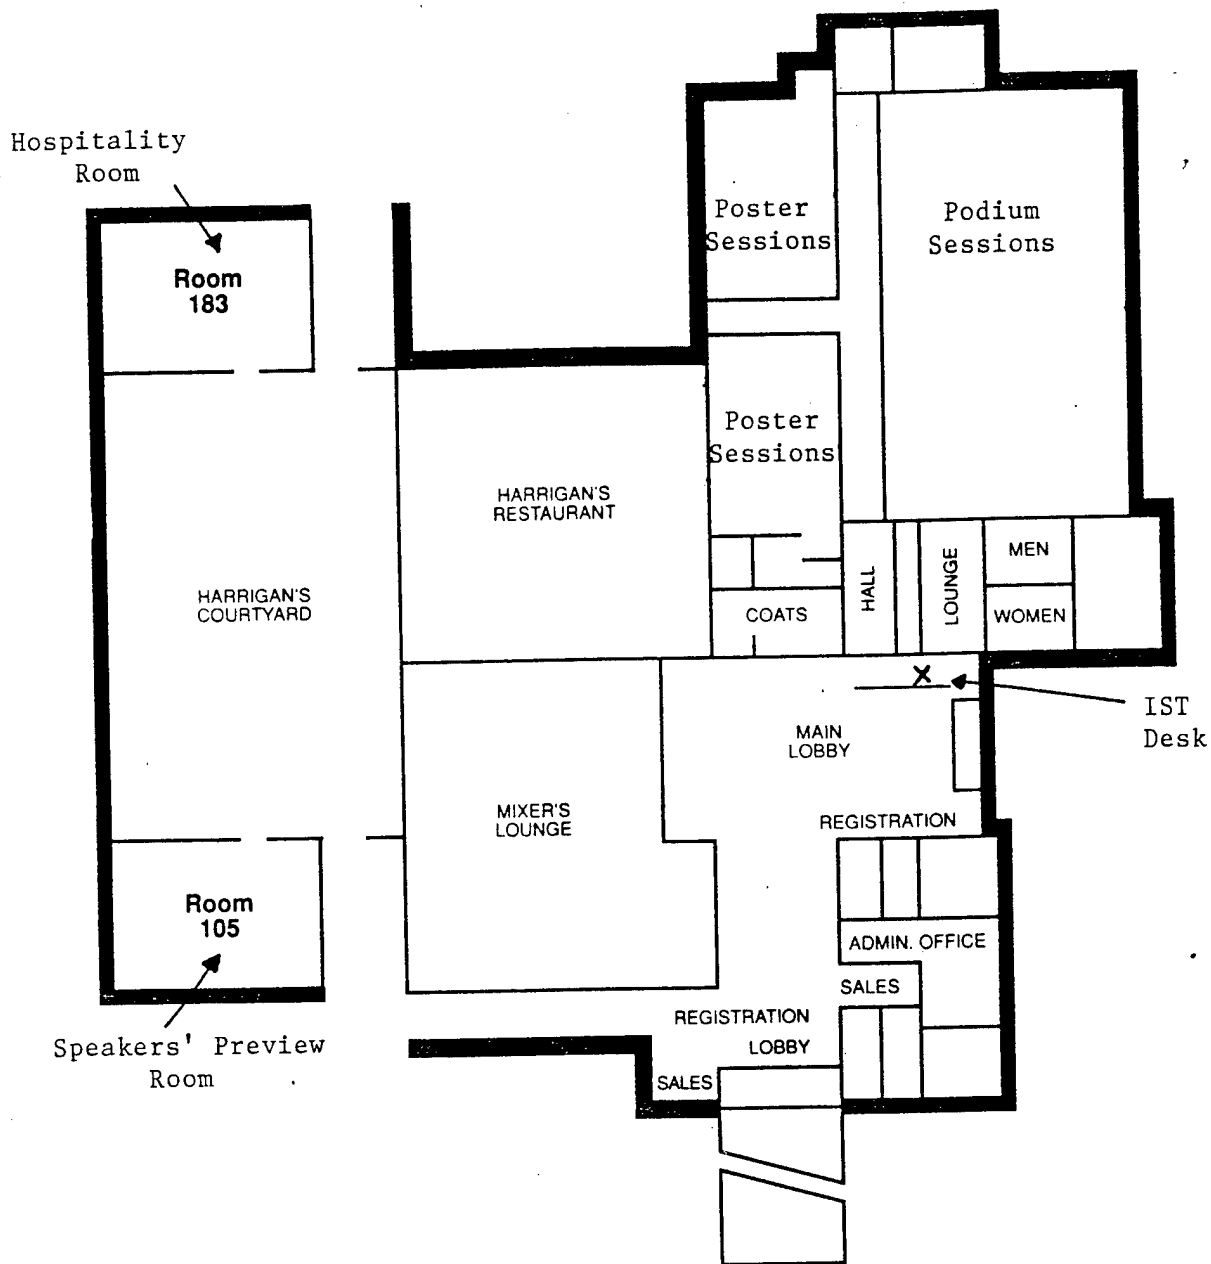 Hospitality
Room
Room
183
Poster
Sessions
Podium
Sessions
Poster
Sessions
HARRIGAN'S
RESTAURANT
HARRIGAN'S
COURTYARD
COATS
HALL
LOUNGE
MEN
WOMEN
X
IST
Desk
MAIN
LOBBY
MIXER'S
LOUNGE
REGISTRATION
Room
105
ADMIN. OFFICE
SALES
REGISTRATION
LOBBY
SALES
Speakers' Preview
Room